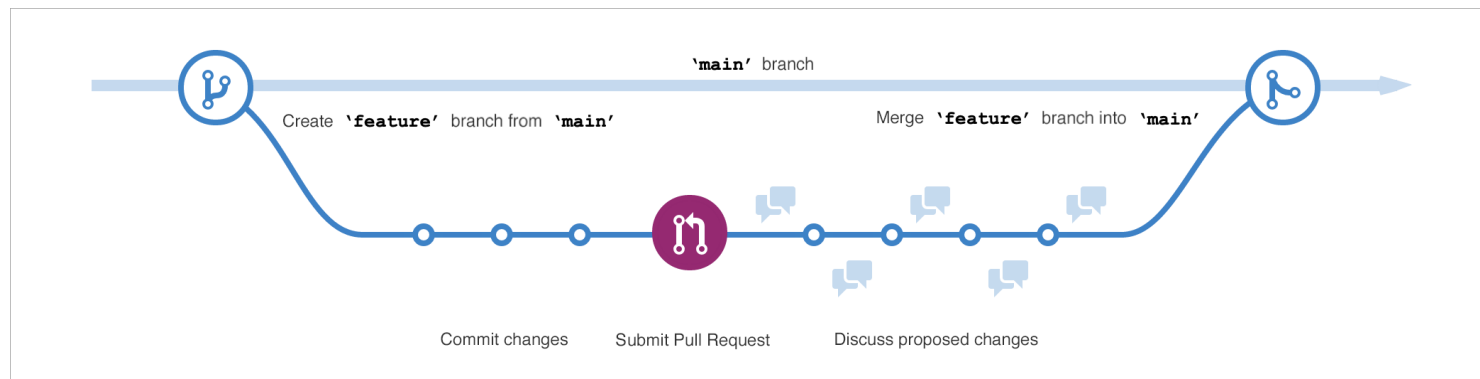 ‘main’ branch
Create ‘feature’ branch from ‘main’
Merge ‘feature’ branch into ‘main’
Commit changes
Submit Pull Request
Discuss proposed changes